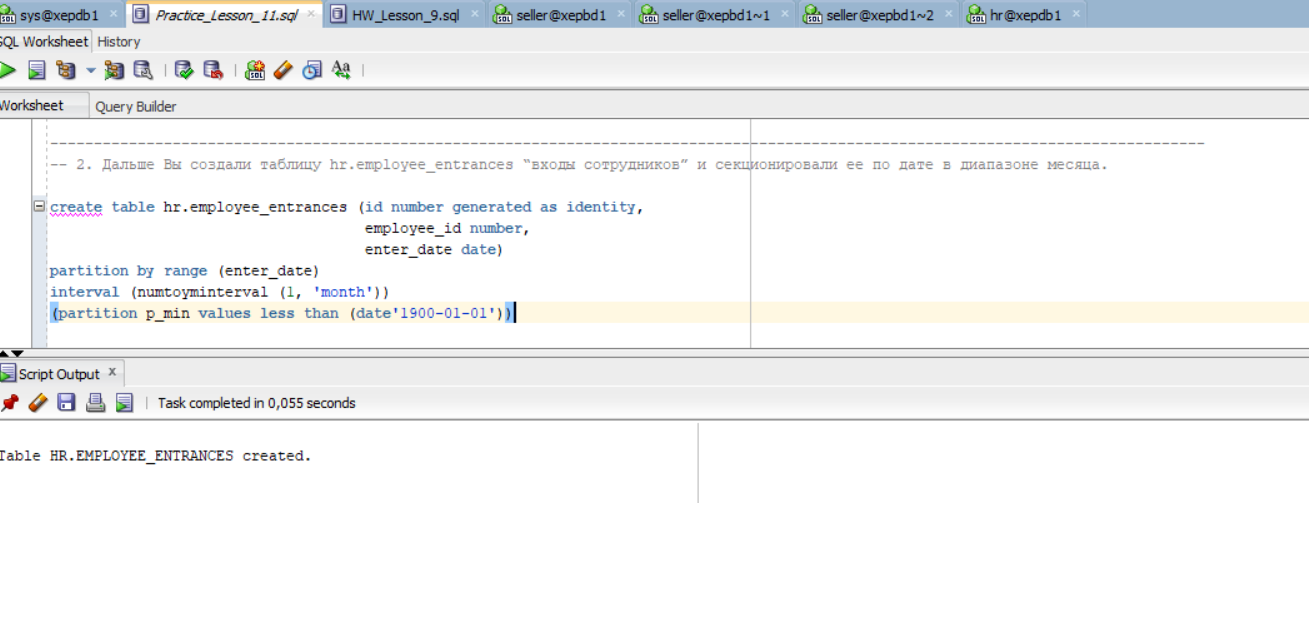 sys@xepdb1 Practice_Lesson_11.sql HW_Lesson_9.sql seller@xepbd1 seller@xepbd1~1 seller@xepbd1~2 hr@xepdb1
SQL Worksheet History
Worksheet Query Builder
----------------------------------------------------------------------------------------------------------------------------------
-- 2. Дальше Вы создали таблицу hr.employee_entrances “входы сотрудников” и секционировали ее по дате в диапазоне месяца.
create table hr.employee_entrances (id number generated as identity,
employee_id number,
enter_date date)
partition by range (enter_date)
interval (numtoyminterval (1, 'month'))
(partition p_min values less than (date'1900-01-01'))
Script Output
Task completed in 0,055 seconds
Table HR.EMPLOYEE_ENTRANCES created.